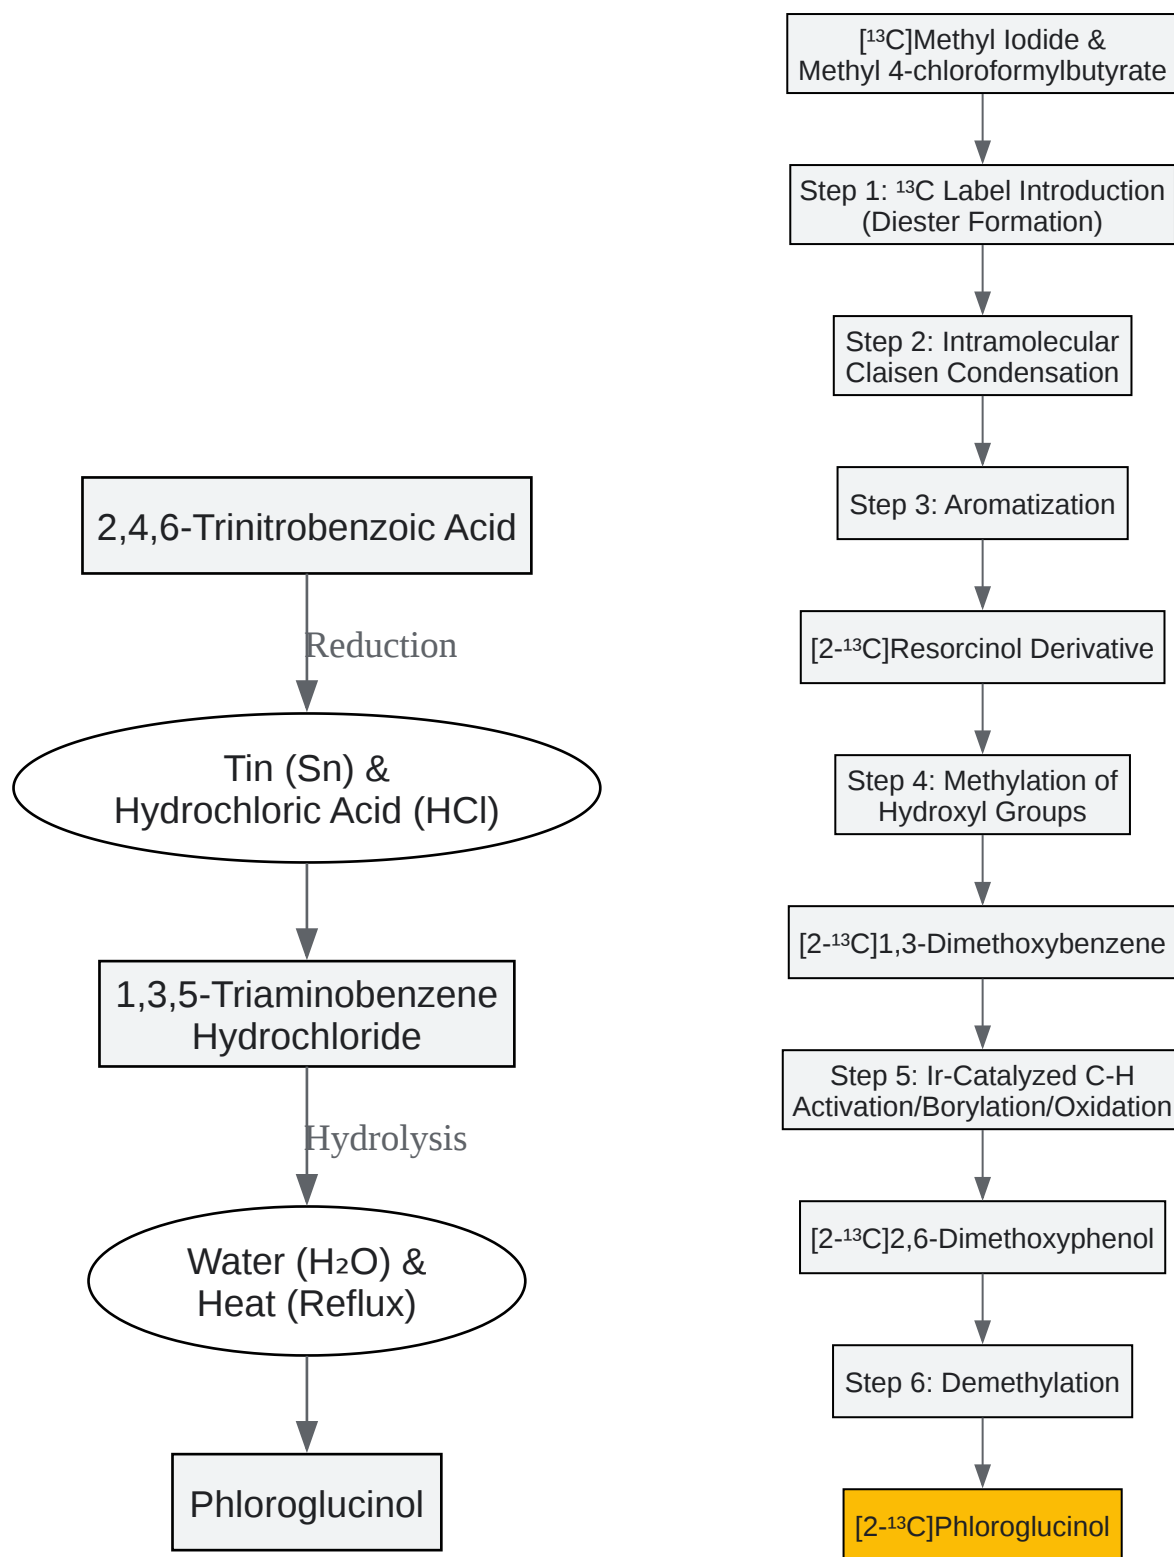 2,4,6-Trinitrobenzoic Acid
Reduction
Tin (Sn) &
Hydrochloric Acid (HCl)
1,3,5-Triaminobenzene
Hydrochloride
Hydrolysis
Water (H₂O) &
Heat (Reflux)
Phloroglucinol
[¹³C]Methyl Iodide &
Methyl 4-chloroformylbutyrate
Step 1: ¹³C Label Introduction
(Diester Formation)
Step 2: Intramolecular
Claisen Condensation
Step 3: Aromatization
[2-¹³C]Resorcinol Derivative
Step 4: Methylation of
Hydroxyl Groups
[2-¹³C]1,3-Dimethoxybenzene
Step 5: Ir-Catalyzed C-H
Activation/Borylation/Oxidation
[2-¹³C]2,6-Dimethoxyphenol
Step 6: Demethylation
[2-¹³C]Phloroglucinol